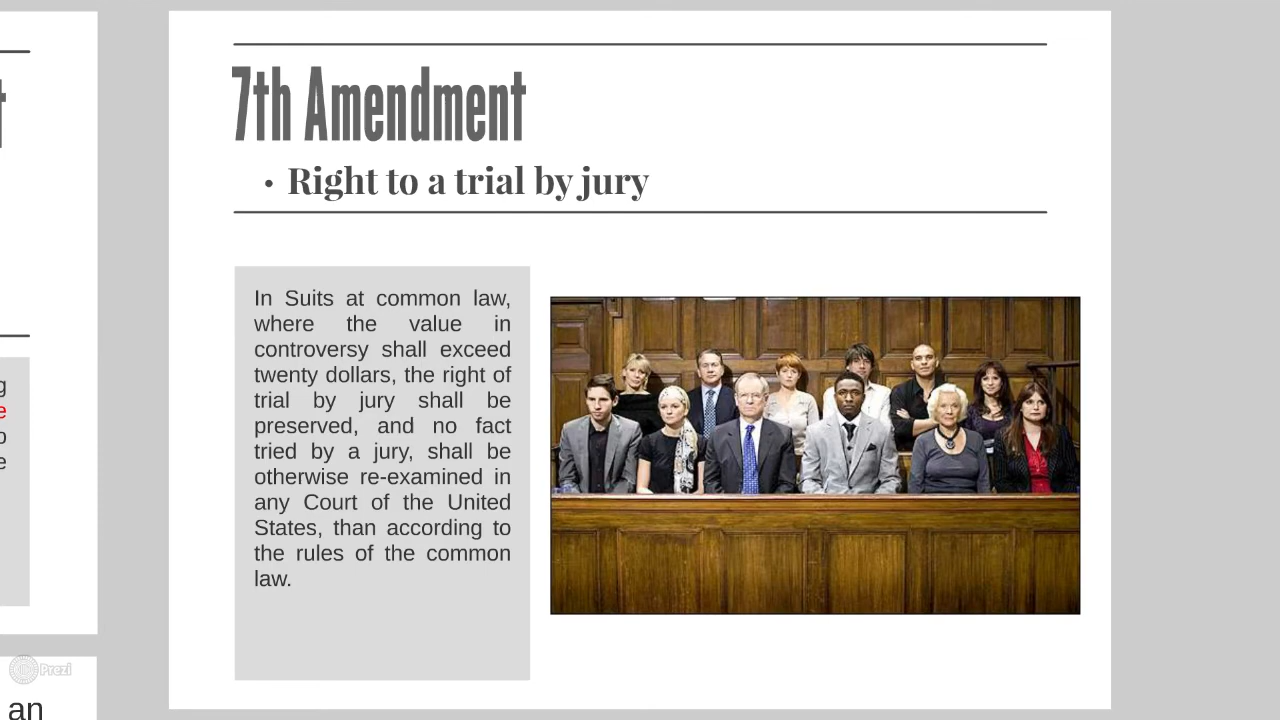 7th Amendment
• Right to a trial by jury
In Suits at common law,
where the value in
controversy shall exceed
twenty dollars, the right of
trial by jury shall be
preserved, and no fact
tried by a jury, shall be
otherwise re-examined in
any Court of the United
States, than according to
the rules of the common
law.
t
g
e
o
e
Prezi
an